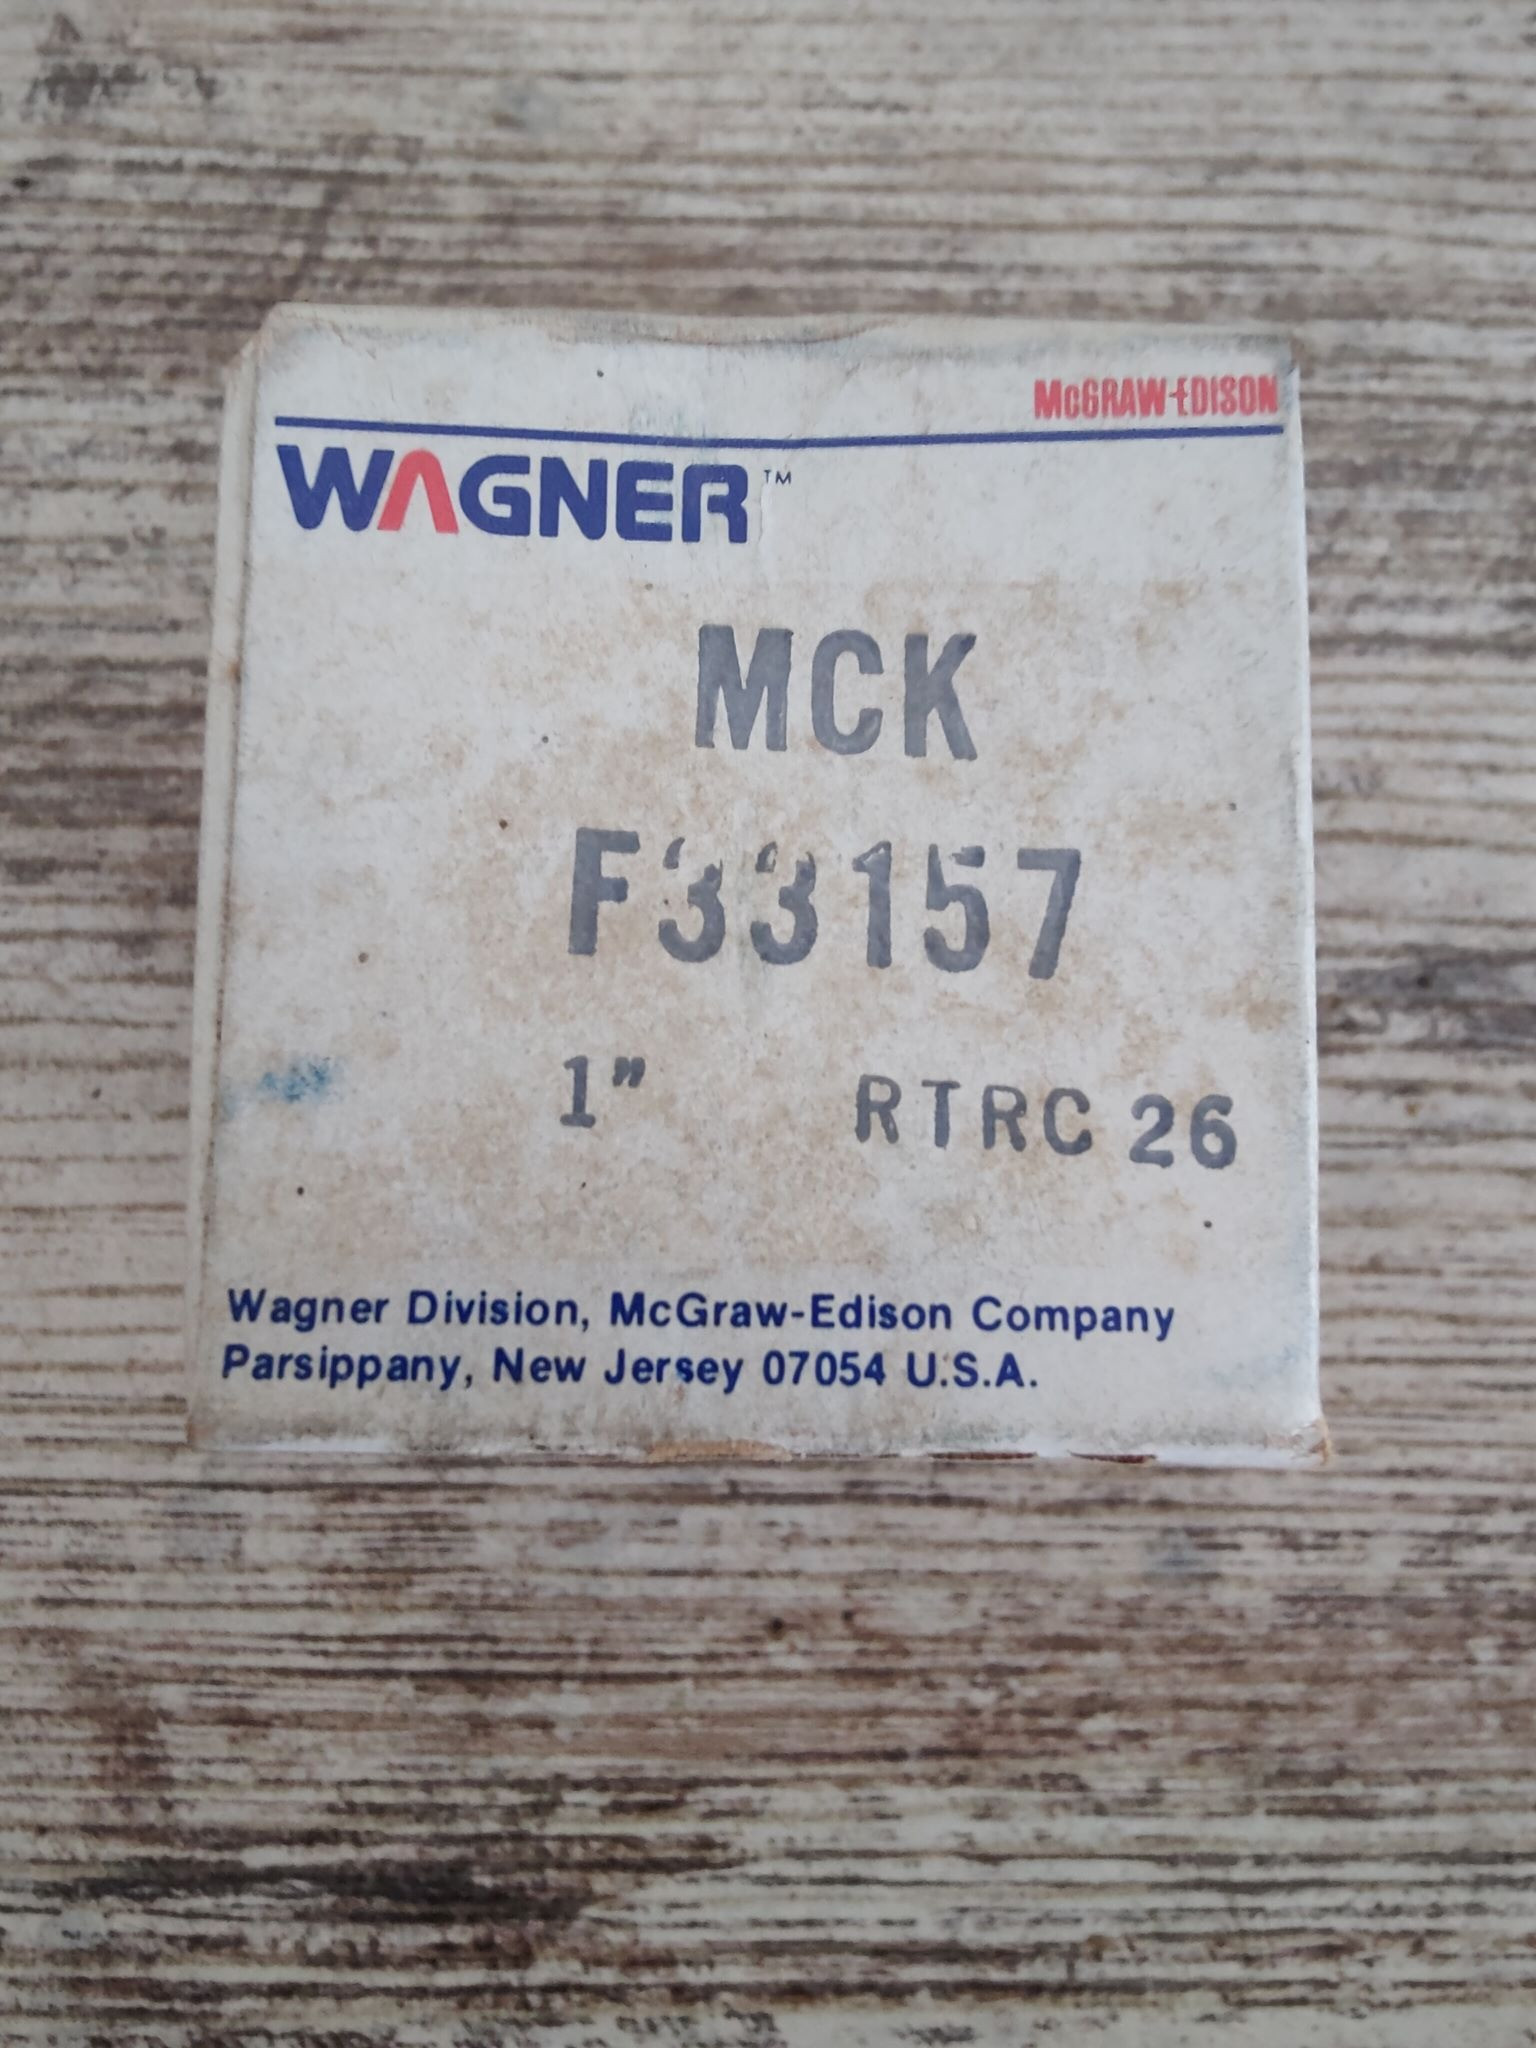 McGRAW-EDISON
WAGNER™
MCK
F33157
1" RTRC 26
Wagner Division, McGraw-Edison Company
Parsippany, New Jersey 07054 U.S.A.